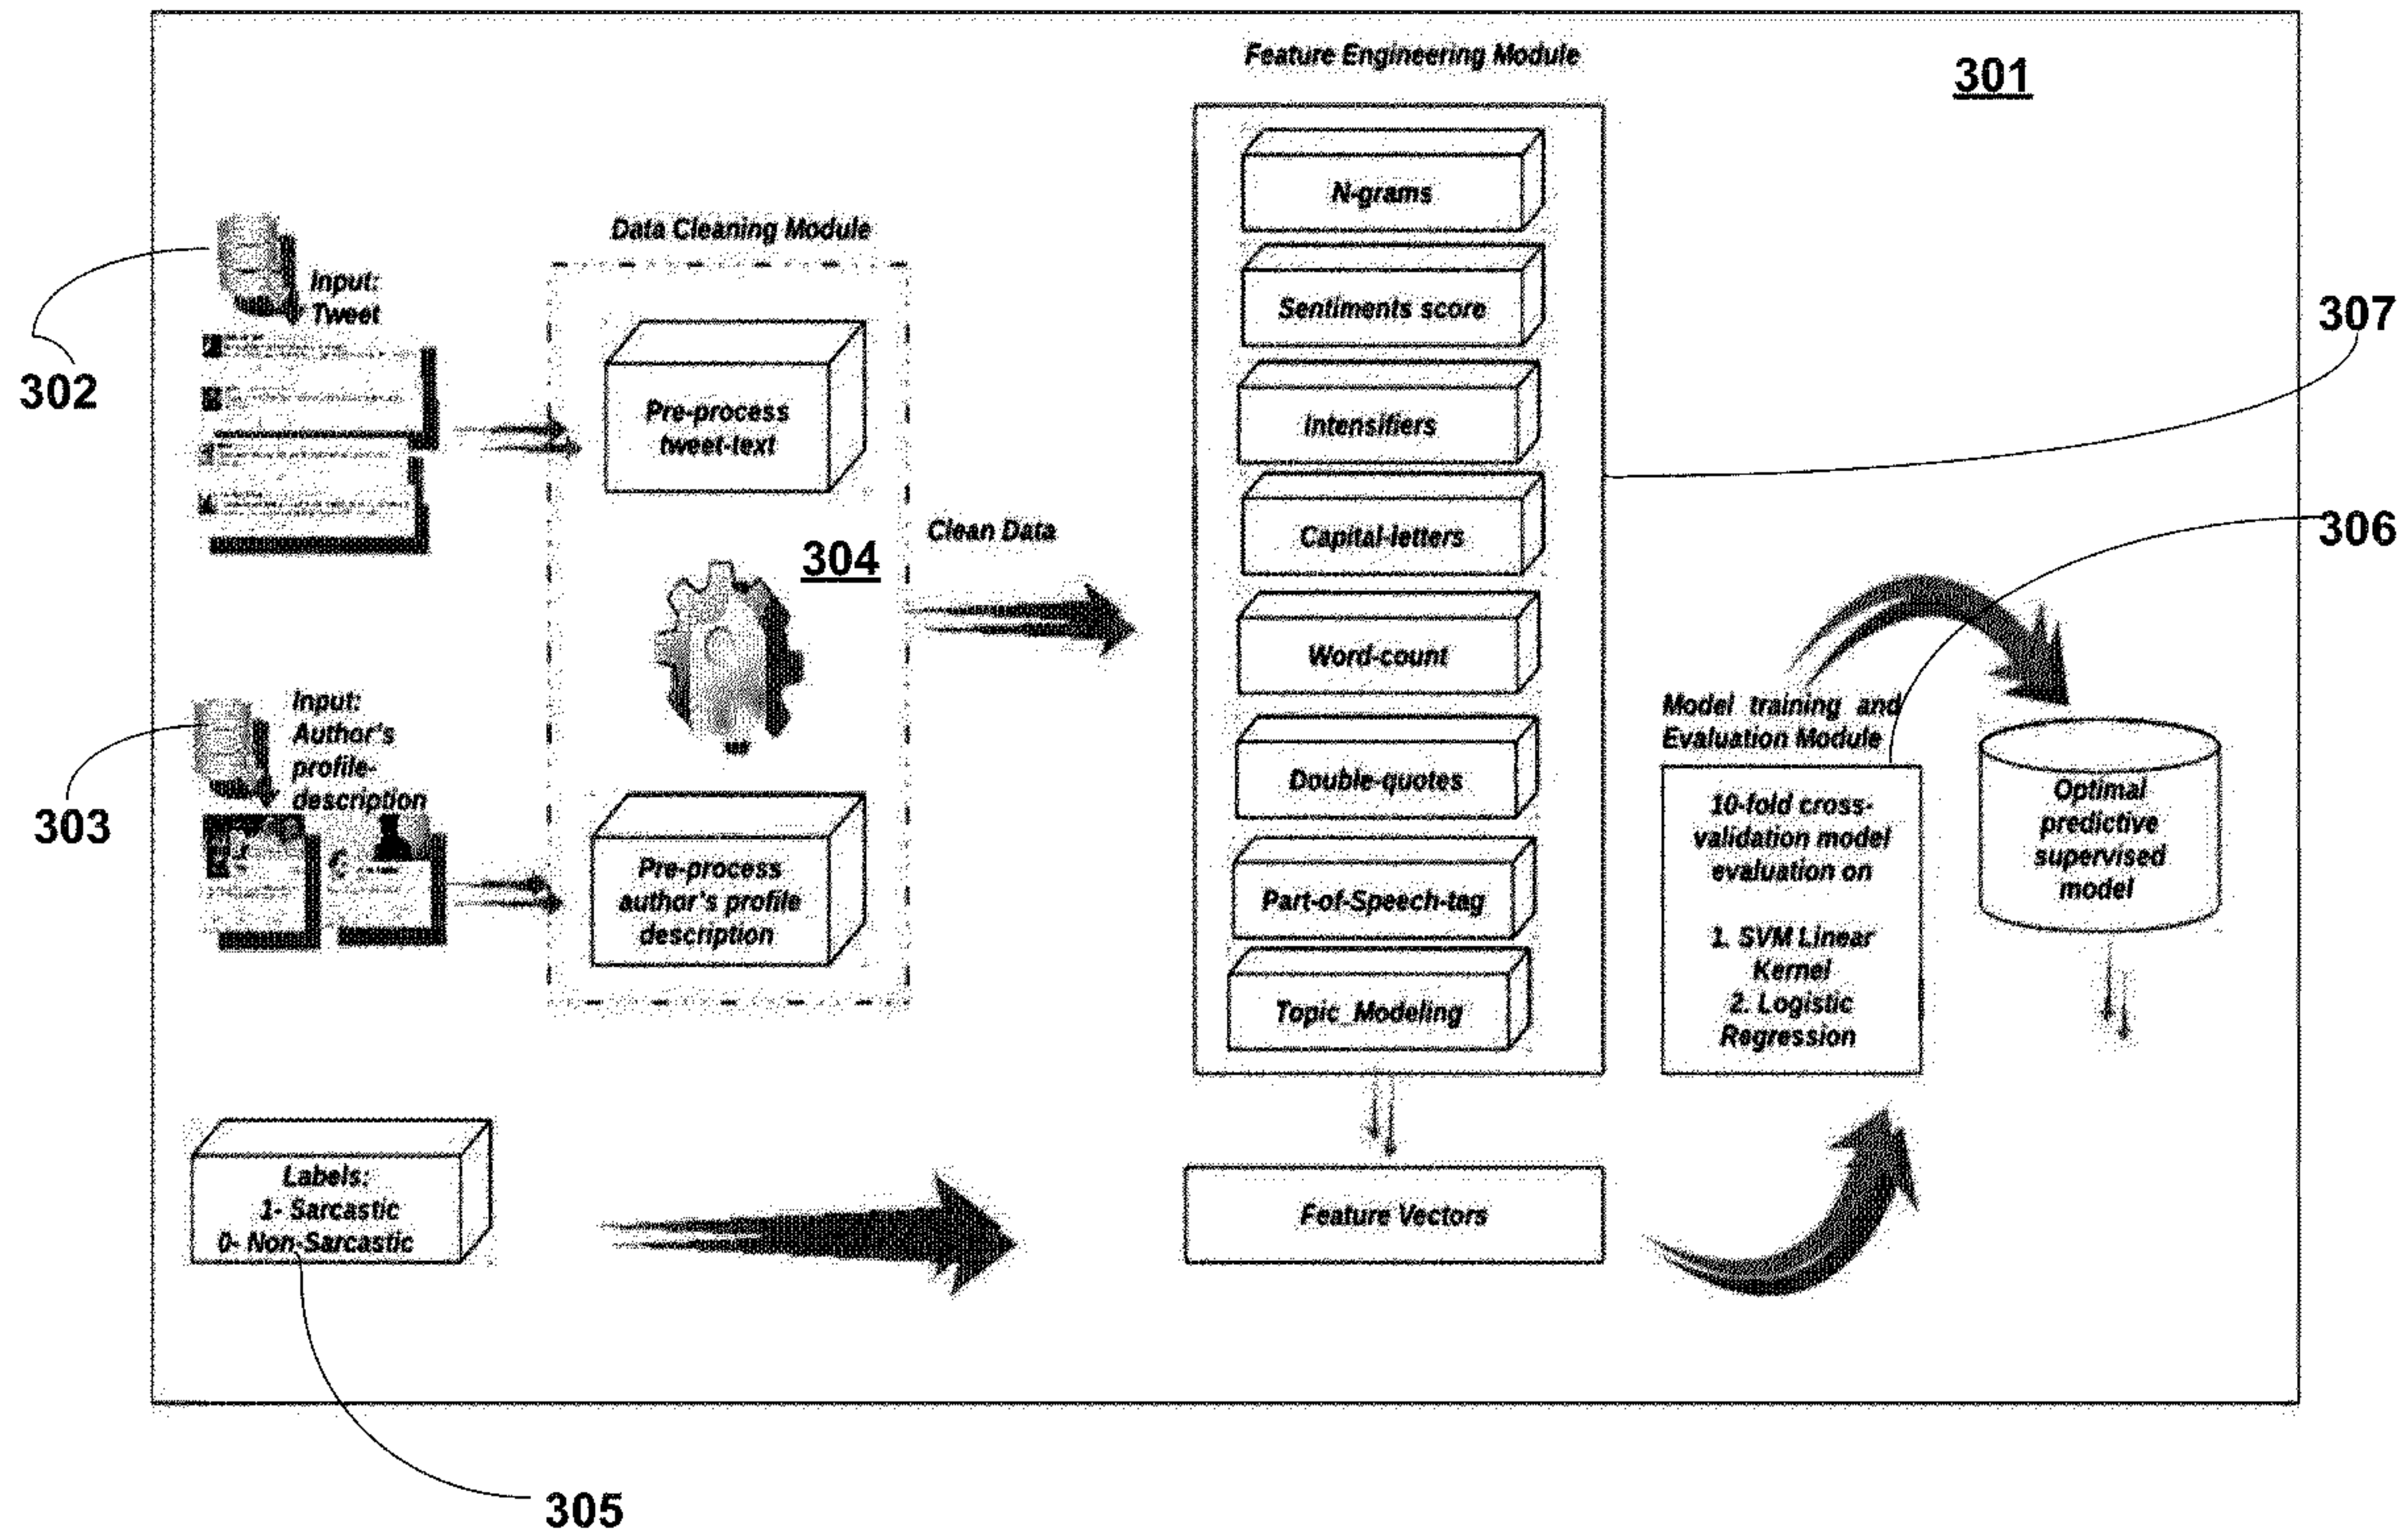 Feature Engineering Module
301
N-grams
Sentiments score
Intensifiers
Capital-letters
Word-count
Double-quotes
Part-of-Speech-tag
Topic_Modeling
307
306
302
Input:
Tweet
Data Cleaning Module
Pre-process
tweet-text
304
Clean Data
303
Input:
Author's
profile-
description
Pre-process
author's profile
description
Model training and
Evaluation Module
10-fold cross-
validation model
evaluation on
1. SVM Linear
Kernel
2. Logistic
Regression
Optimal
predictive
supervised
model
Labels:
1- Sarcastic
0- Non-Sarcastic
Feature Vectors
305